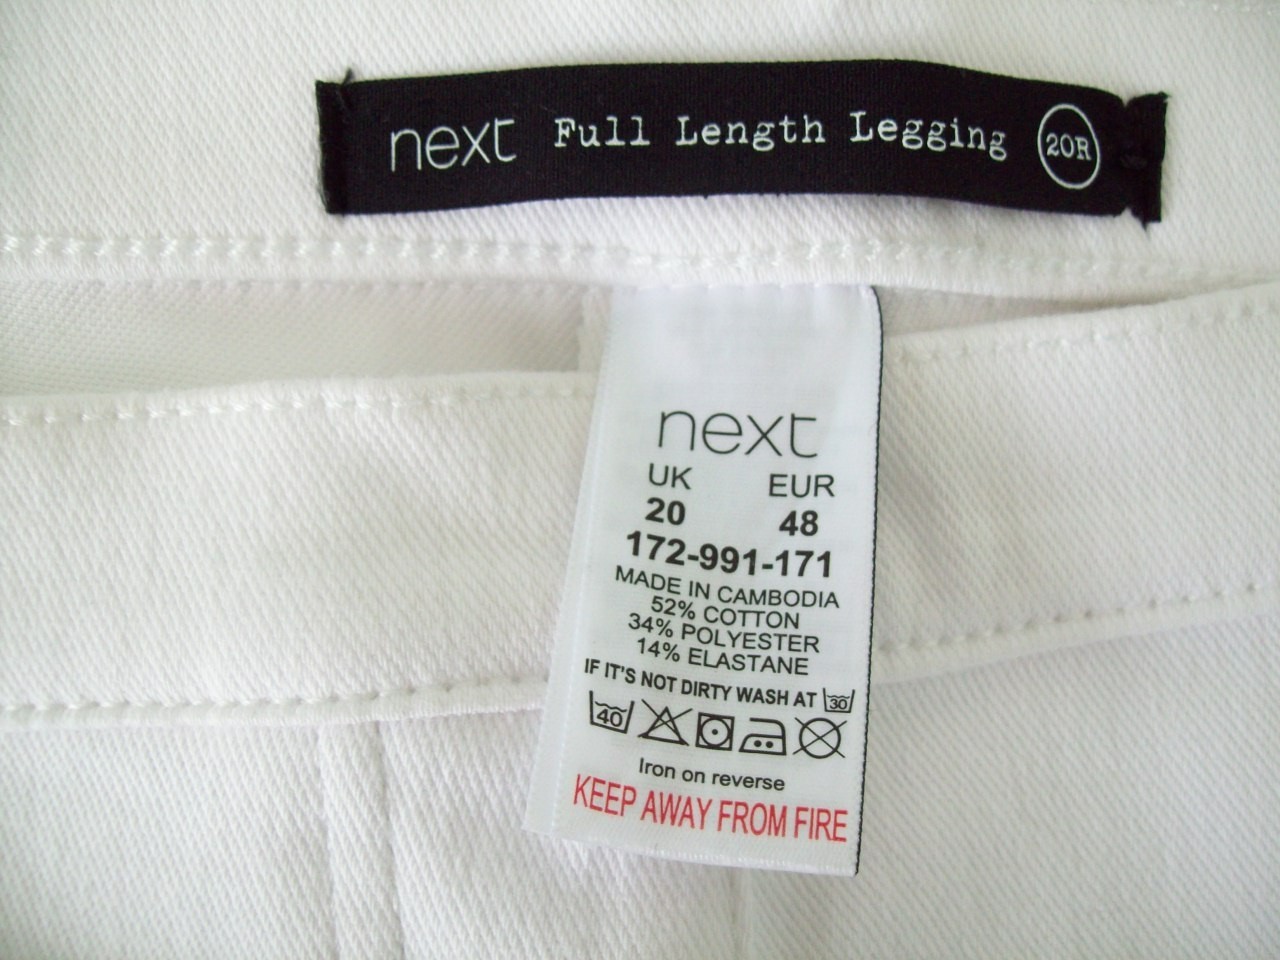 next Full Length Legging 20R
next
UK EUR
20 48
172-991-171
MADE IN CAMBODIA
52% COTTON
34% POLYESTER
14% ELASTANE
IF IT'S NOT DIRTY WASH AT 30
40
Iron on reverse
KEEP AWAY FROM FIRE